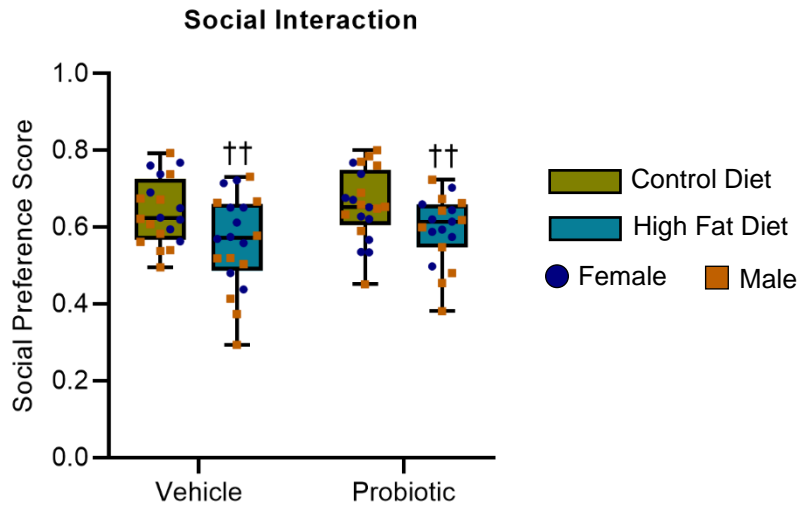 Social Interaction
Social Preference Score
1.0
0.8
0.6
0.4
0.2
0.0
††
††
Vehicle
Probiotic
Control Diet
High Fat Diet
Female
Male